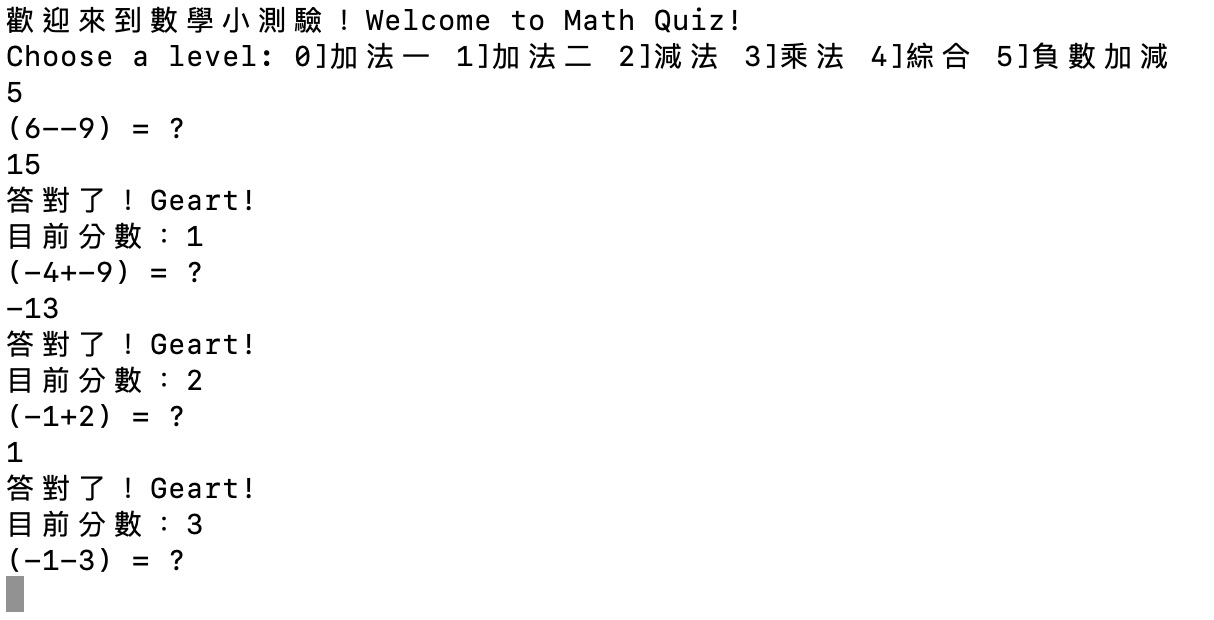 歡迎來到數學小測驗！Welcome to Math Quiz!
Choose a level: 0]加法一 1]加法二 2]減法 3]乘法 4]綜合 5]負數加減
5
(6--9) = ?
15
答對了！Geart!
目前分數：1
(-4+-9) = ?
-13
答對了！Geart!
目前分數：2
(-1+2) = ?
1
答對了！Geart!
目前分數：3
(-1-3) = ?